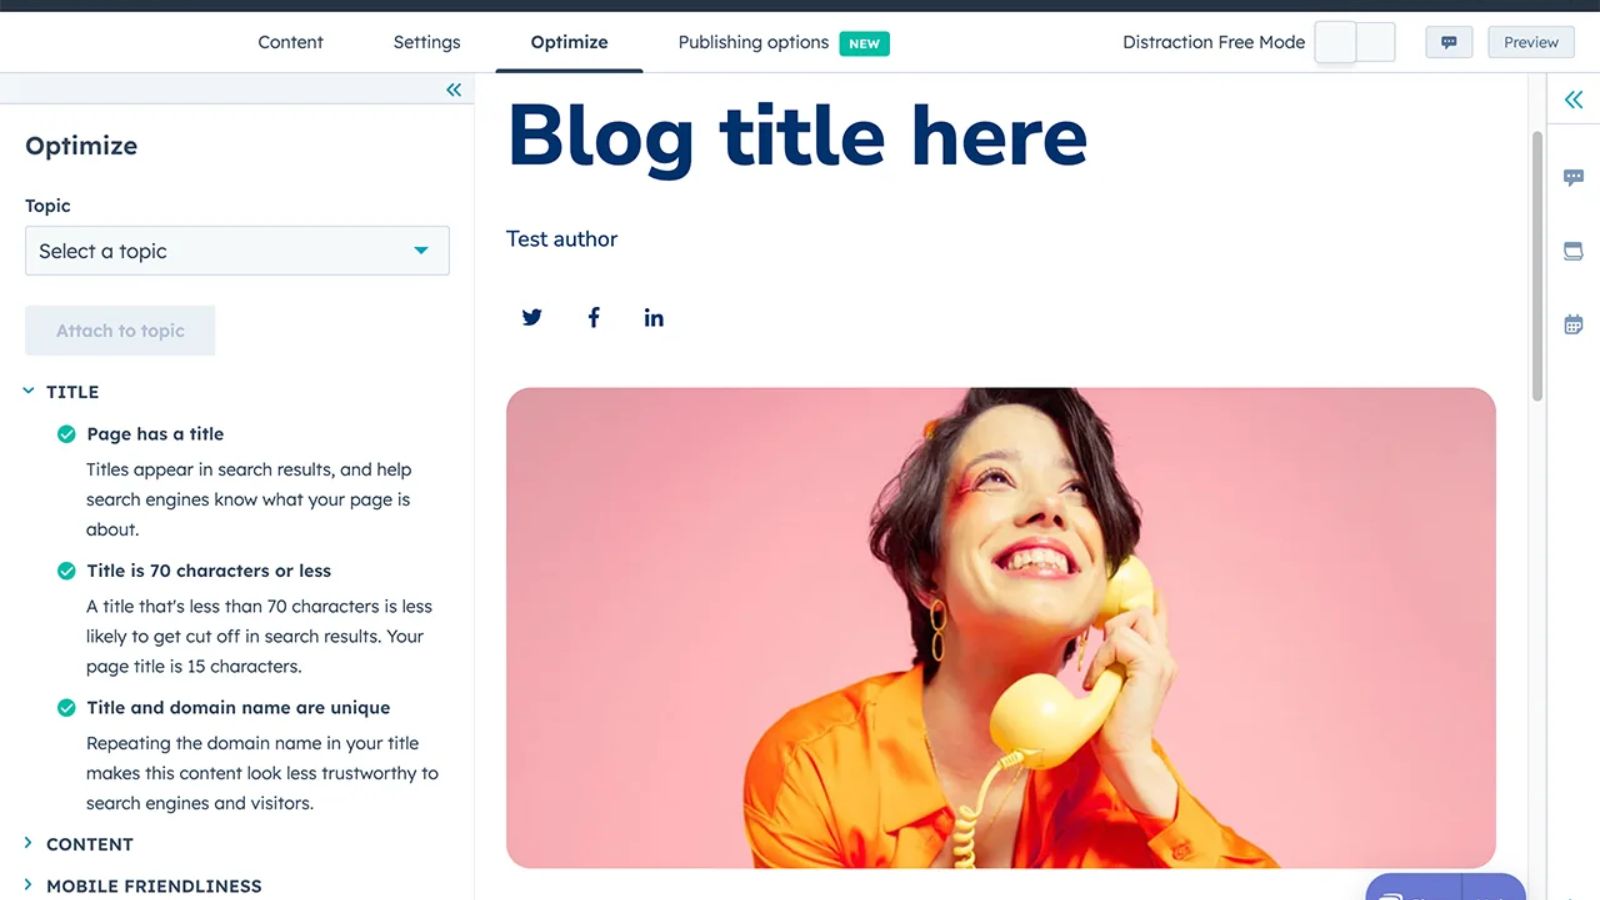 Content
Settings
Optimize
Publishing options NEW
Distraction Free Mode
Preview
Optimize
Topic
Select a topic
Attach to topic
TITLE
Page has a title
Titles appear in search results, and help
search engines know what your page is
about.
Title is 70 characters or less
A title that's less than 70 characters is less
likely to get cut off in search results. Your
page title is 15 characters.
Title and domain name are unique
Repeating the domain name in your title
makes this content look less trustworthy to
search engines and visitors.
CONTENT
MOBILE FRIENDLINESS
Blog title here
Test author